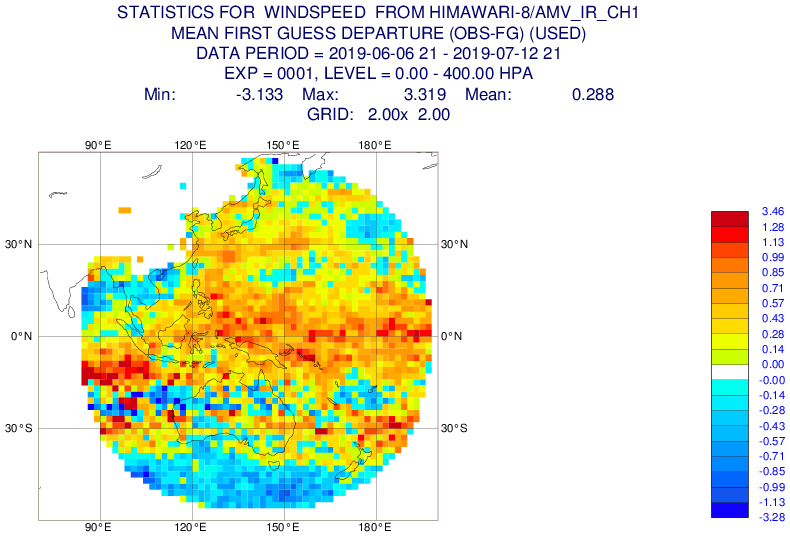 STATISTICS FOR WINDSPEED FROM HIMAWARI-8/AMV_IR_CH1
MEAN FIRST GUESS DEPARTURE (OBS-FG) (USED)
DATA PERIOD = 2019-06-06 21 - 2019-07-12 21
EXP = 0001, LEVEL = 0.00 - 400.00 HPA
Min: -3.133 Max: 3.319 Mean: 0.288
GRID: 2.00x 2.00
90°E 120°E 150°E 180°E
30°N 30°N
0°N 0°N
30°S 30°S
90°E 120°E 150°E 180°E
3.46
1.28
1.13
0.99
0.85
0.71
0.57
0.43
0.28
0.14
0.00
-0.00
-0.14
-0.28
-0.43
-0.57
-0.71
-0.85
-0.99
-1.13
-3.28